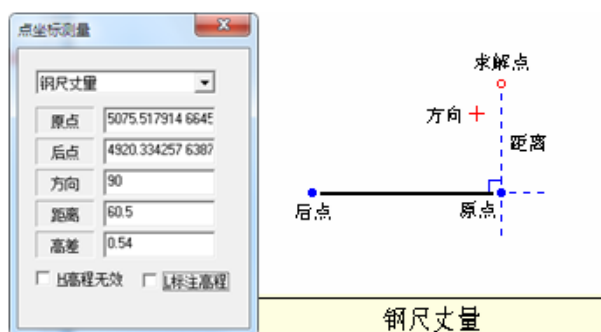 点坐标测量
钢尺丈量
原点 5075.517914 6645
后点 4920.334257 6387
方向 90
距离 60.5
高差 0.54
H高程无效 L标注高程
求解点
方向
距离
后点
原点
钢尺丈量